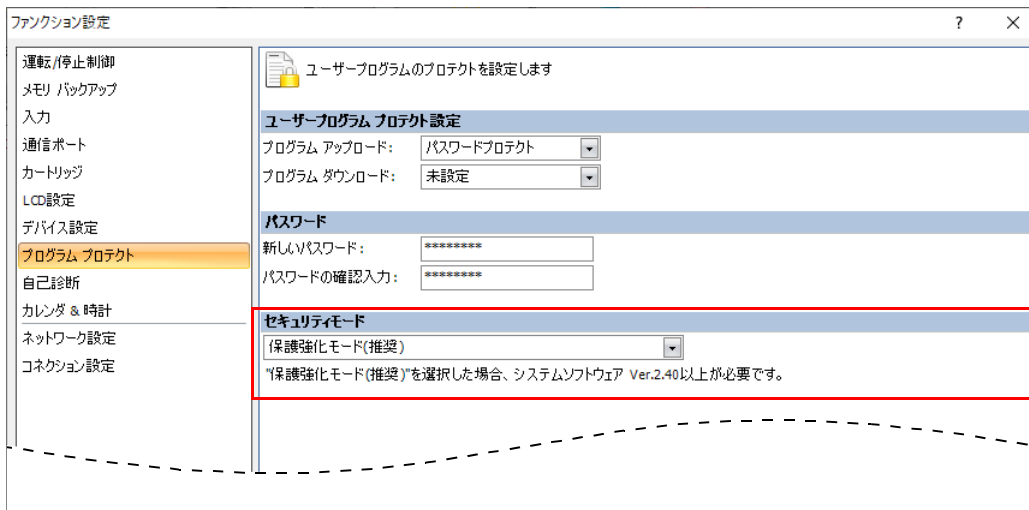 ファンクション設定
? ×
運転/停止制御
メモリ バックアップ
入力
通信ポート
カートリッジ
LCD設定
デバイス設定
プログラム プロテクト
自己診断
カレンダ & 時計
ネットワーク設定
コネクション設定
ユーザープログラムのプロテクトを設定します
ユーザープログラム プロテクト設定
プログラム アップロード: パスワードプロテクト
プログラム ダウンロード: 未設定
パスワード
新しいパスワード: ********
パスワードの確認入力: ********
セキュリティモード
保護強化モード(推奨)
"保護強化モード(推奨)"を選択した場合、システムソフトウェア Ver.2.40以上が必要です。